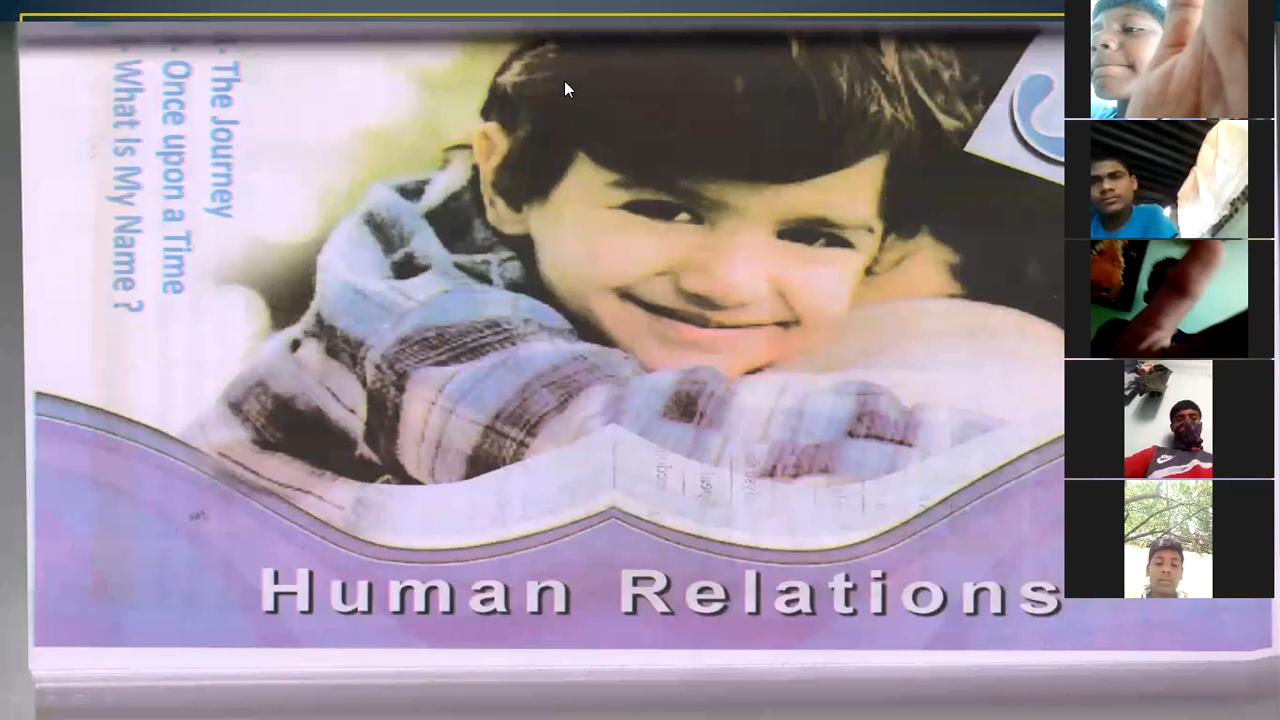 The Journey
Once upon a Time
What Is My Name ?
Human Relations